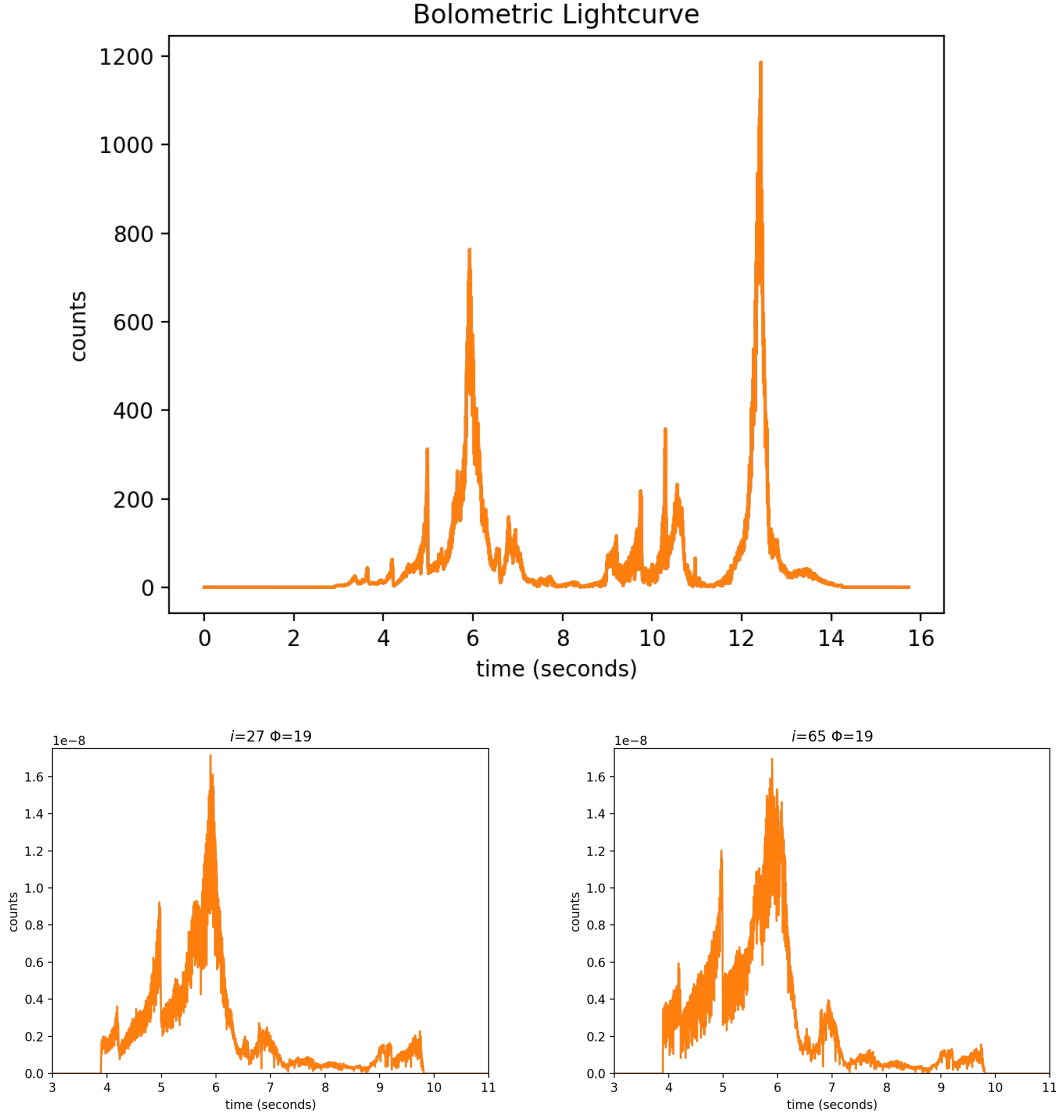 Bolometric Lightcurve
1200
1000
800
600
400
200
0
counts
0 2 4 6 8 10 12 14 16
time (seconds)
1e−8
i=27 Φ=19
1.6
1.4
1.2
1.0
0.8
0.6
0.4
0.2
0.0
counts
3 4 5 6 7 8 9 10 11
time (seconds)
1e−8
i=65 Φ=19
1.6
1.4
1.2
1.0
0.8
0.6
0.4
0.2
0.0
counts
3 4 5 6 7 8 9 10 11
time (seconds)